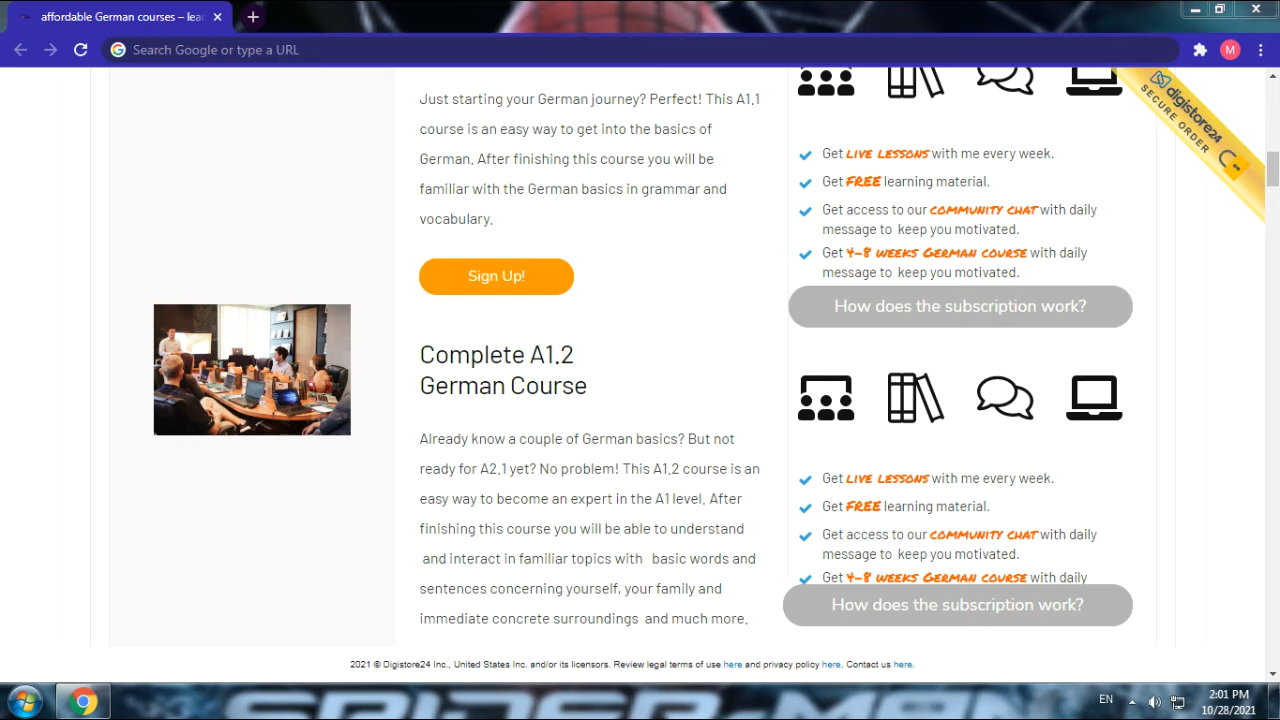 affordable German courses – lea
Search Google or type a URL
M
digistore24
SECURE ORDER
Just starting your German journey? Perfect! This A1.1
course is an easy way to get into the basics of
German. After finishing this course you will be
familiar with the German basics in grammar and
vocabulary.
Sign Up!
Complete A1.2
German Course
Already know a couple of German basics? But not
ready for A2.1 yet? No problem! This A1.2 course is an
easy way to become an expert in the A1 level. After
finishing this course you will be able to understand
and interact in familiar topics with basic words and
sentences concerning yourself, your family and
immediate concrete surroundings and much more.
Get LIVE LESSONS with me every week.
Get FREE learning material.
Get access to our COMMUNITY CHAT with daily
message to keep you motivated.
Get 4-8 WEEKS GERMAN COURSE with daily
message to keep you motivated.
How does the subscription work?
Get LIVE LESSONS with me every week.
Get FREE learning material.
Get access to our COMMUNITY CHAT with daily
message to keep you motivated.
Get 4-8 WEEKS GERMAN COURSE with daily
How does the subscription work?
2021 © Digistore24 Inc., United States Inc. and/or its licensors. Review legal terms of use here and privacy policy here. Contact us here.
SPIDER-MAN
EN
2:01 PM
10/28/2021